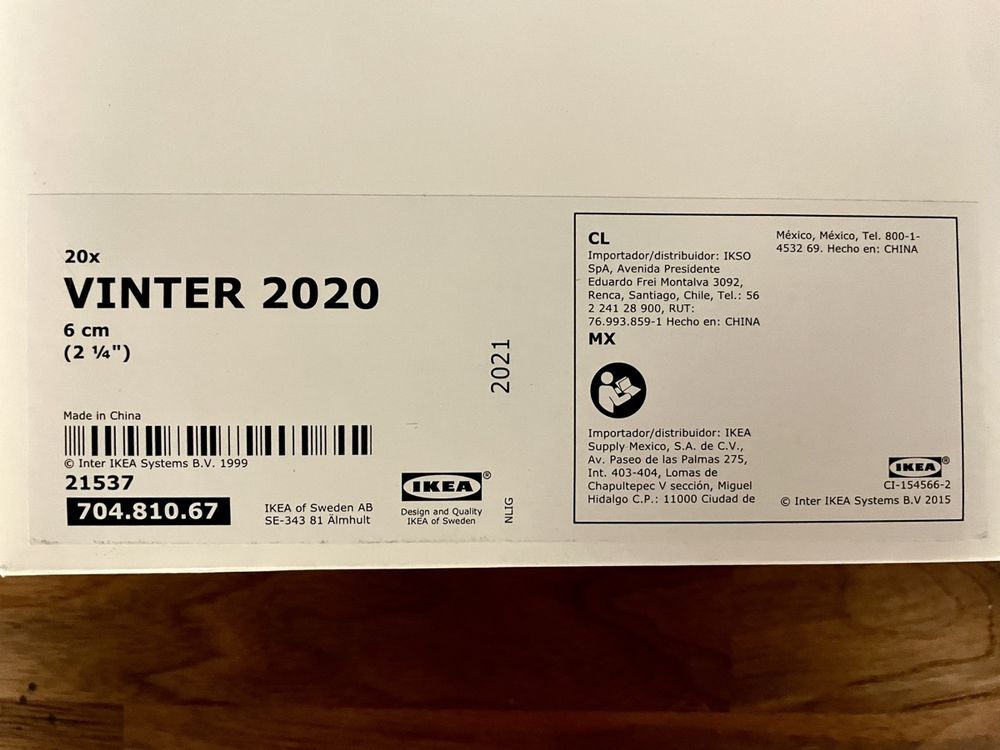 20x
VINTER 2020
6 cm
(2 ¼")
2021
Made in China
© Inter IKEA Systems B.V. 1999
21537
704.810.67
IKEA of Sweden AB
SE-343 81 Älmhult
IKEA®
Design and Quality
IKEA of Sweden
NLIG
CL
Importador/distribuidor: IKSO
SpA, Avenida Presidente
Eduardo Frei Montalva 3092,
Renca, Santiago, Chile, Tel.: 56
2 241 28 900, RUT:
76.993.859-1 Hecho en: CHINA
MX
Importador/distribuidor: IKEA
Supply Mexico, S.A. de C.V.,
Av. Paseo de las Palmas 275,
Int. 403-404, Lomas de
Chapultepec V sección, Miguel
Hidalgo C.P.: 11000 Ciudad de
México, México, Tel. 800-1-
4532 69. Hecho en: CHINA
IKEA®
CI-154566-2
© Inter IKEA Systems B.V 2015